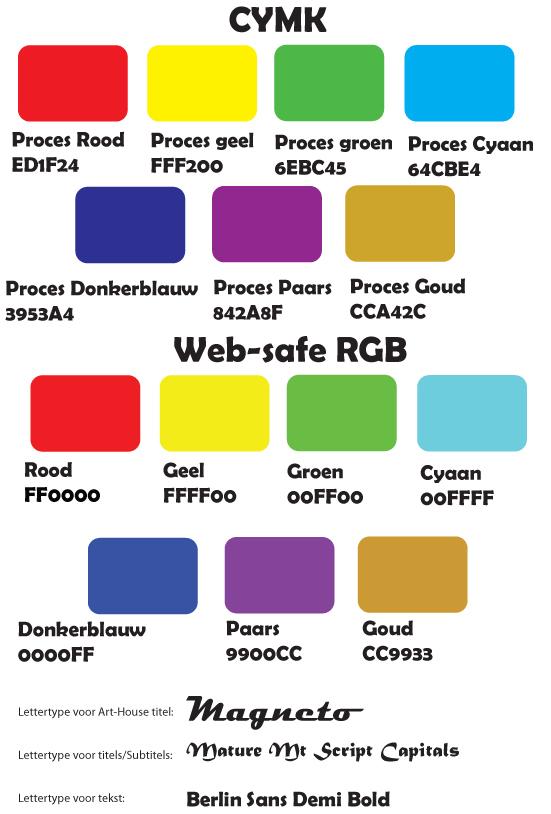 CYMK
Proces Rood
ED1F24
Proces geel
FFF200
Proces groen
6EBC45
Proces Cyaan
64CBE4
Proces Donkerblauw
3953A4
Proces Paars
842A8F
Proces Goud
CCA42C
Web-safe RGB
Rood
FF0000
Geel
FFFF00
Groen
00FF00
Cyaan
00FFFF
Donkerblauw
0000FF
Paars
9900CC
Goud
CC9933
Lettertype voor Art-House titel: Magneto
Lettertype voor titels/Subtitels: Mature Mt Script Capitals
Lettertype voor tekst: Berlin Sans Demi Bold